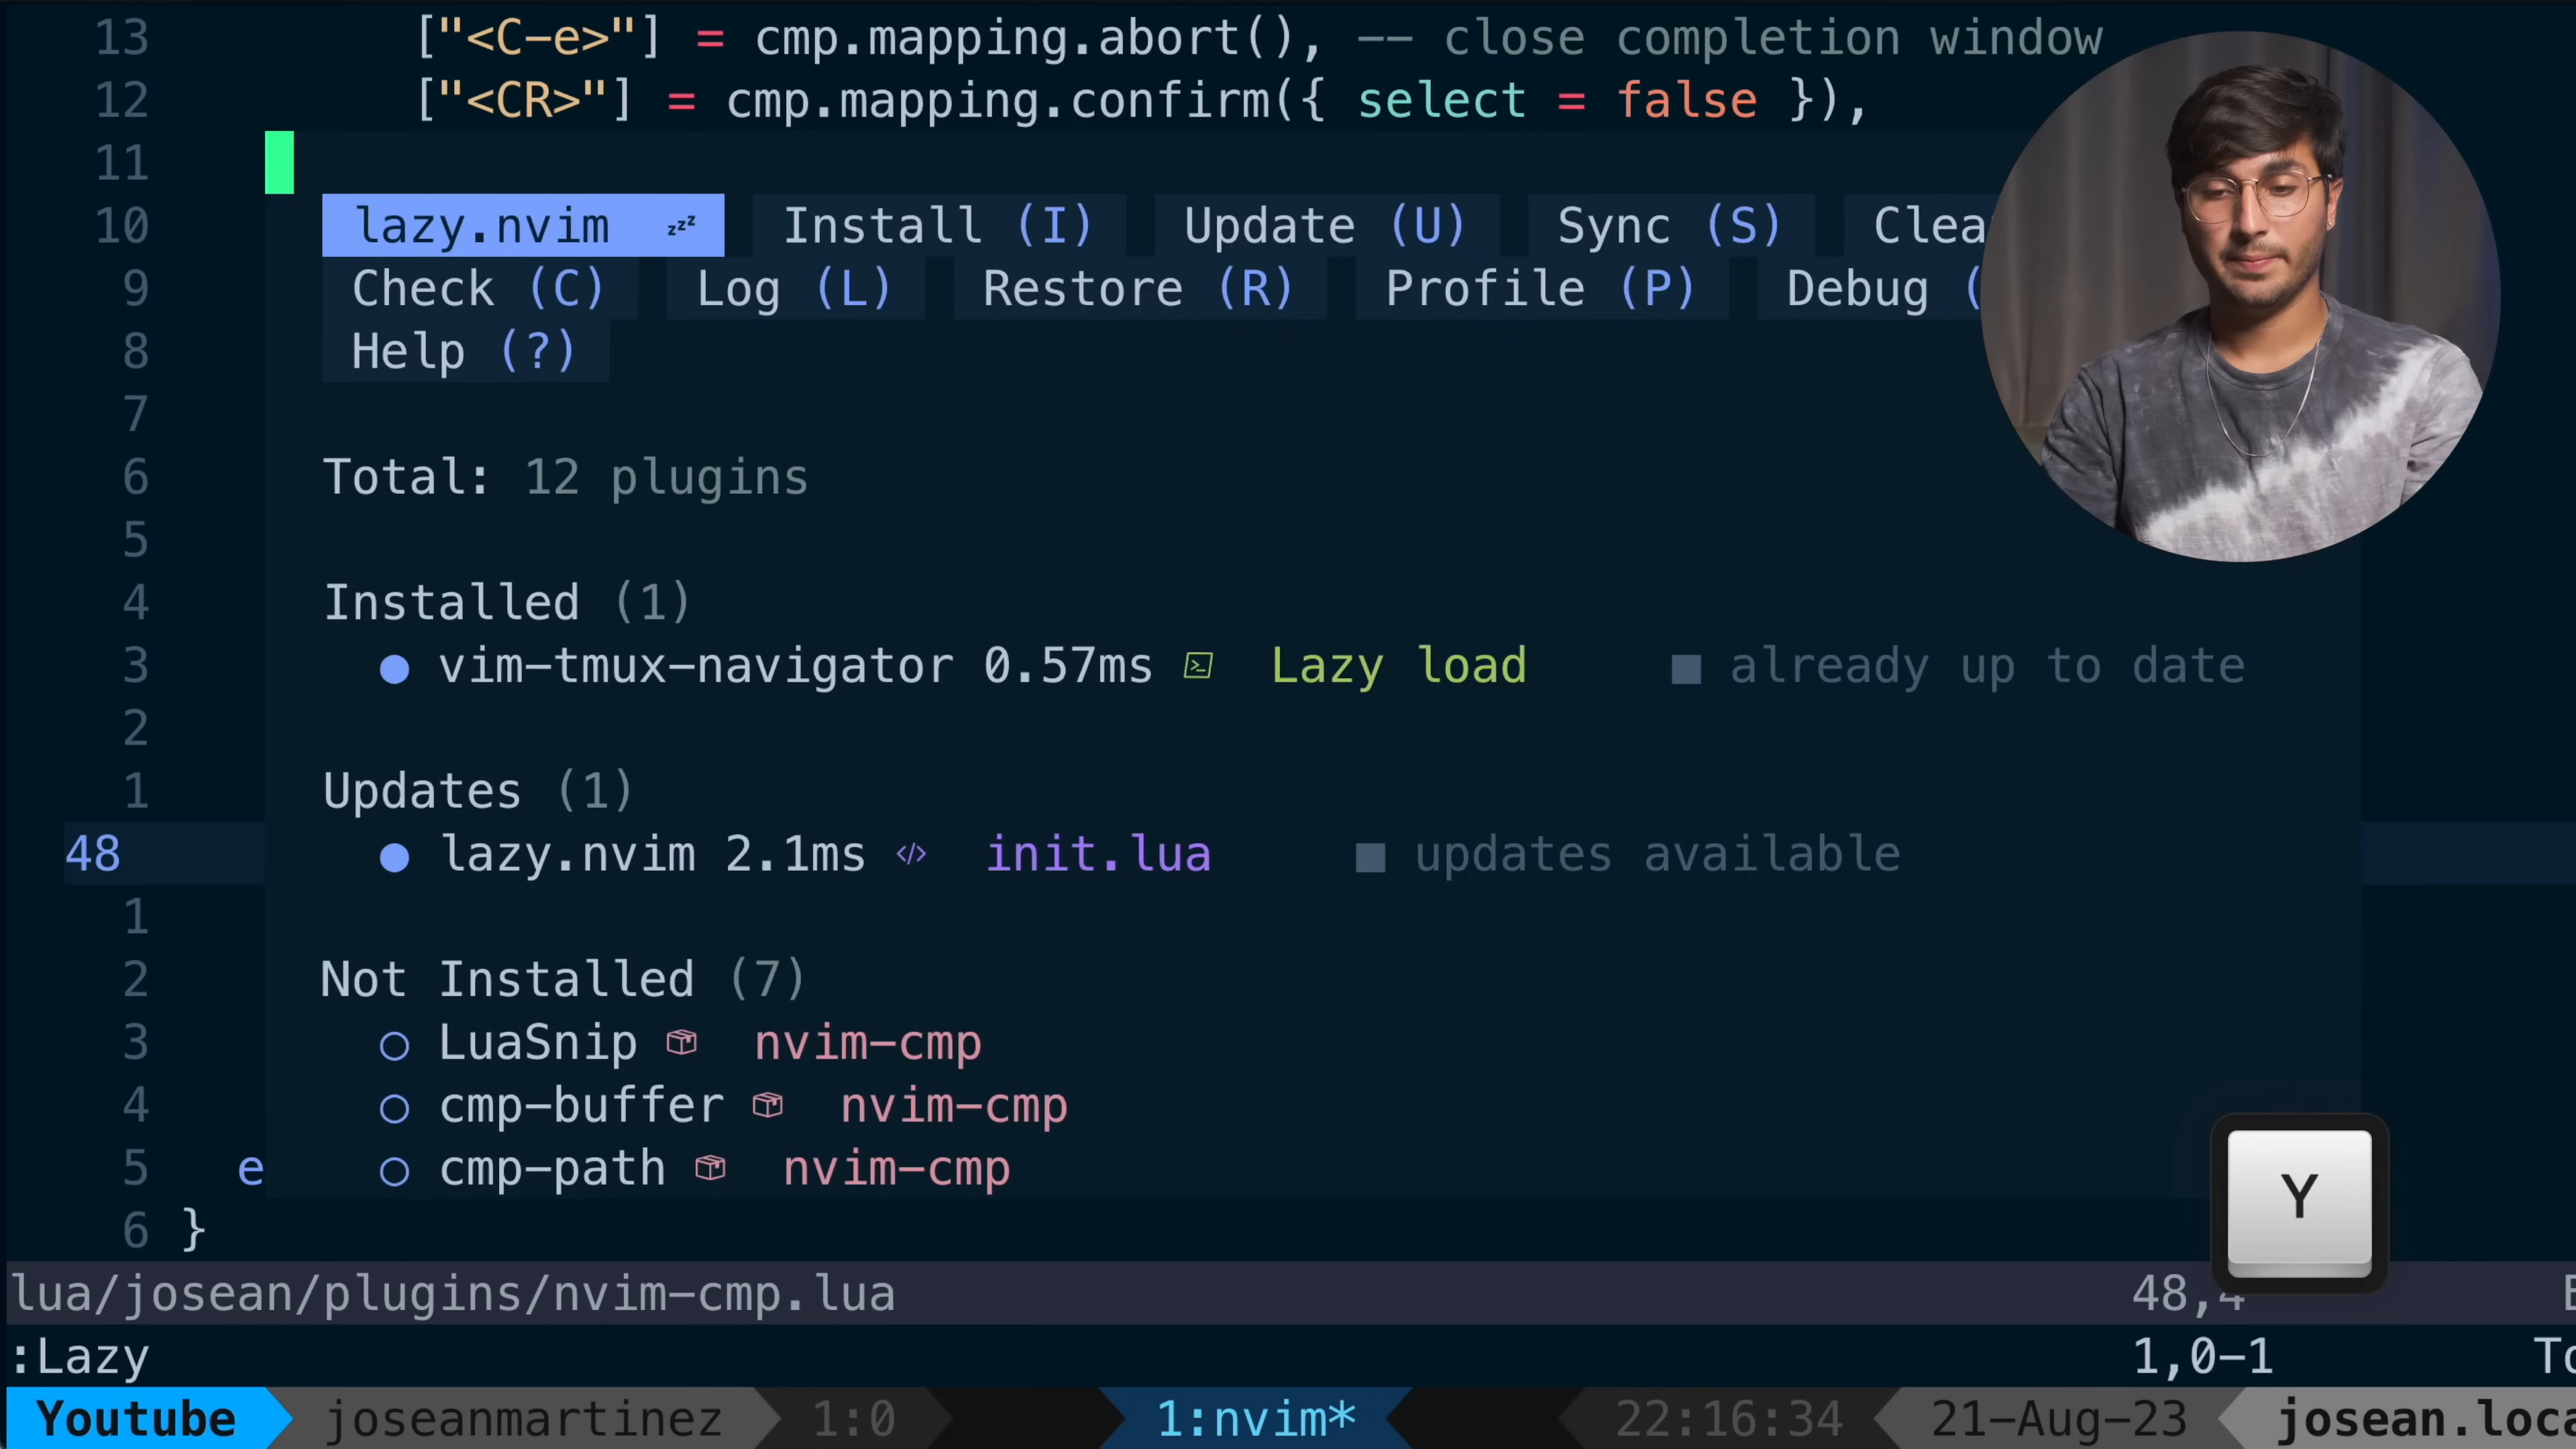 13 ["<C-e>"] = cmp.mapping.abort(), -- close completion window
12 ["<CR>"] = cmp.mapping.confirm({ select = false }),
11
10 lazy.nvim zzz Install (I) Update (U) Sync (S)
9 Check (C) Log (L) Restore (R) Profile (P) Debug (
8 Help (?)
7
6 Total: 12 plugins
5
4 Installed (1)
3 ● vim-tmux-navigator 0.57ms Lazy load ■ already up to date
2
1 Updates (1)
48 ● lazy.nvim 2.1ms </> init.lua ■ updates available
1
2 Not Installed (7)
3 ○ LuaSnip nvim-cmp
4 ○ cmp-buffer nvim-cmp
5 e ○ cmp-path nvim-cmp
6 }
Y
lua/josean/plugins/nvim-cmp.lua 48,4
:Lazy 1,0-1
Youtube joseanmartinez 1:0 1:nvim* 22:16:34 21-Aug-23